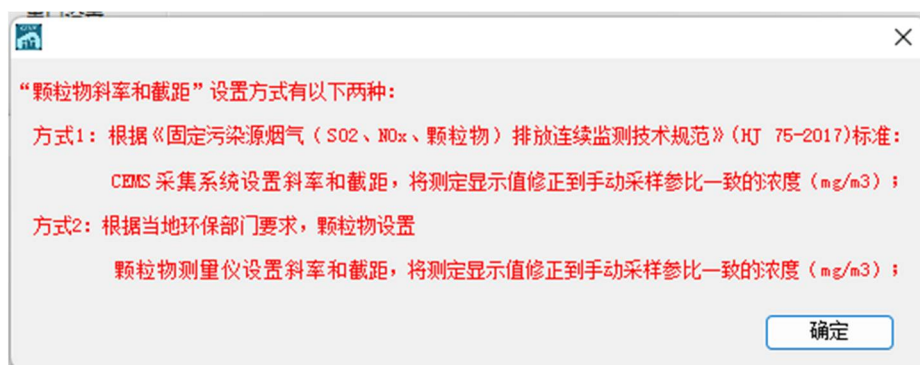 “颗粒物斜率和截距”设置方式有以下两种：
方式1：根据《固定污染源烟气（SO2、NOx、颗粒物）排放连续监测技术规范》(HJ 75-2017)标准：
CEMS 采集系统设置斜率和截距，将测定显示值修正到手动采样参比一致的浓度（mg/m3）；
方式2：根据当地环保部门要求，颗粒物设置
颗粒物测量仪设置斜率和截距，将测定显示值修正到手动采样参比一致的浓度（mg/m3）；
确定